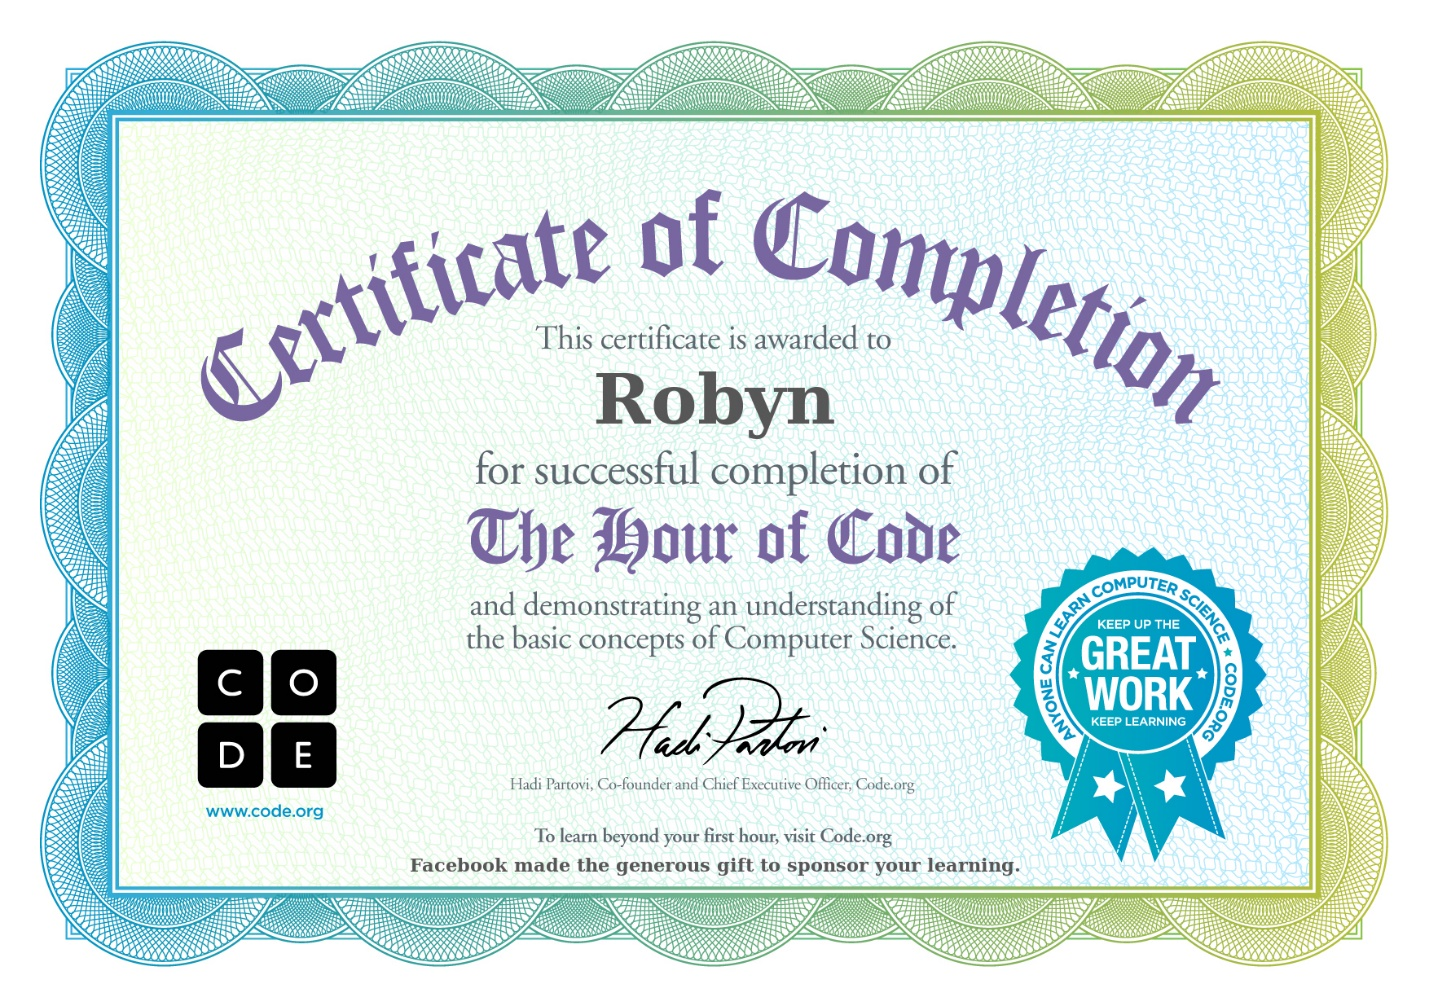 Certificate of Completion
This certificate is awarded to
Robyn
for successful completion of
The Hour of Code
and demonstrating an understanding of
the basic concepts of Computer Science.
C O
D E
www.code.org
Hadi Partovi
Hadi Partovi, Co-founder and Chief Executive Officer, Code.org
To learn beyond your first hour, visit Code.org
Facebook made the generous gift to sponsor your learning.
ANYONE CAN LEARN COMPUTER SCIENCE ★ CODE.ORG
KEEP UP THE
GREAT
WORK
KEEP LEARNING